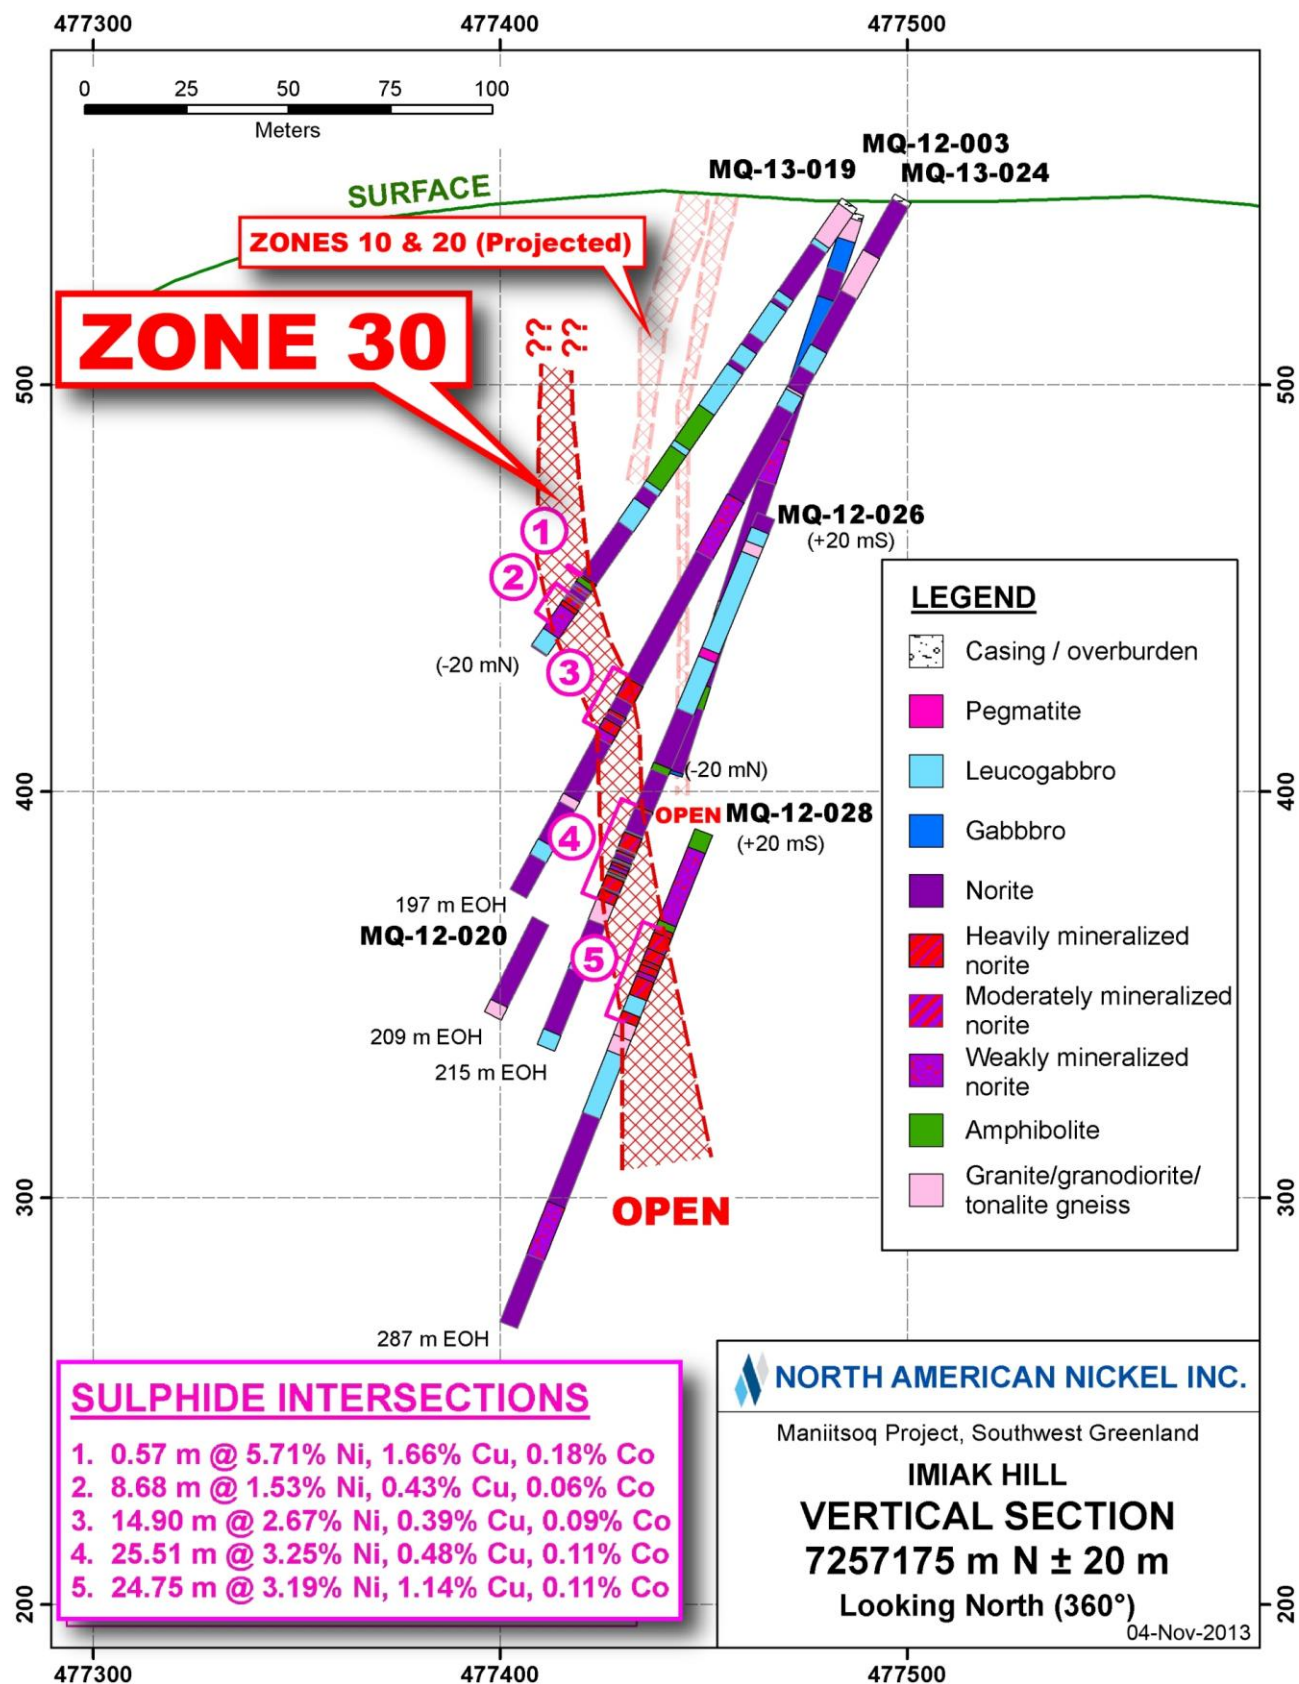 477300
477400
477500
0 25 50 75 100
Meters
MQ-12-003
MQ-13-019
MQ-13-024
SURFACE
ZONES 10 & 20 (Projected)
ZONE 30
??
??
500
500
1
MQ-12-026
(+20 mS)
2
(-20 mN)
3
(-20 mN)
400
400
OPEN
MQ-12-028
(+20 mS)
4
197 m EOH
MQ-12-020
5
209 m EOH
215 m EOH
300
300
OPEN
287 m EOH
LEGEND
Casing / overburden
Pegmatite
Leucogabbro
Gabbbro
Norite
Heavily mineralized
norite
Moderately mineralized
norite
Weakly mineralized
norite
Amphibolite
Granite/granodiorite/
tonalite gneiss
SULPHIDE INTERSECTIONS
1. 0.57 m @ 5.71% Ni, 1.66% Cu, 0.18% Co
2. 8.68 m @ 1.53% Ni, 0.43% Cu, 0.06% Co
3. 14.90 m @ 2.67% Ni, 0.39% Cu, 0.09% Co
4. 25.51 m @ 3.25% Ni, 0.48% Cu, 0.11% Co
5. 24.75 m @ 3.19% Ni, 1.14% Cu, 0.11% Co
NORTH AMERICAN NICKEL INC.
Maniitsoq Project, Southwest Greenland
IMIAK HILL
VERTICAL SECTION
7257175 m N ± 20 m
Looking North (360°)
04-Nov-2013
200
200
477300
477400
477500